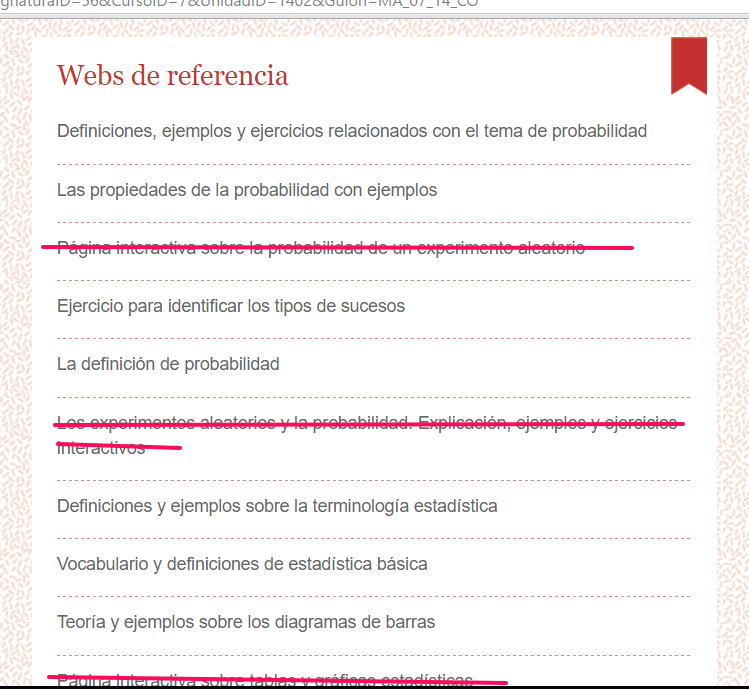 gnaturaID=56&CursoID=7&UnidadID=1402&Guion=MA_07_14_CO
Webs de referencia
Definiciones, ejemplos y ejercicios relacionados con el tema de probabilidad
Las propiedades de la probabilidad con ejemplos
Página interactiva sobre la probabilidad de un experimento aleatorio
Ejercicio para identificar los tipos de sucesos
La definición de probabilidad
Los experimentos aleatorios y la probabilidad. Explicación, ejemplos y ejercicios
interactivos
Definiciones y ejemplos sobre la terminología estadística
Vocabulario y definiciones de estadística básica
Teoría y ejemplos sobre los diagramas de barras
Página interactiva sobre tablas y gráficas estadísticas